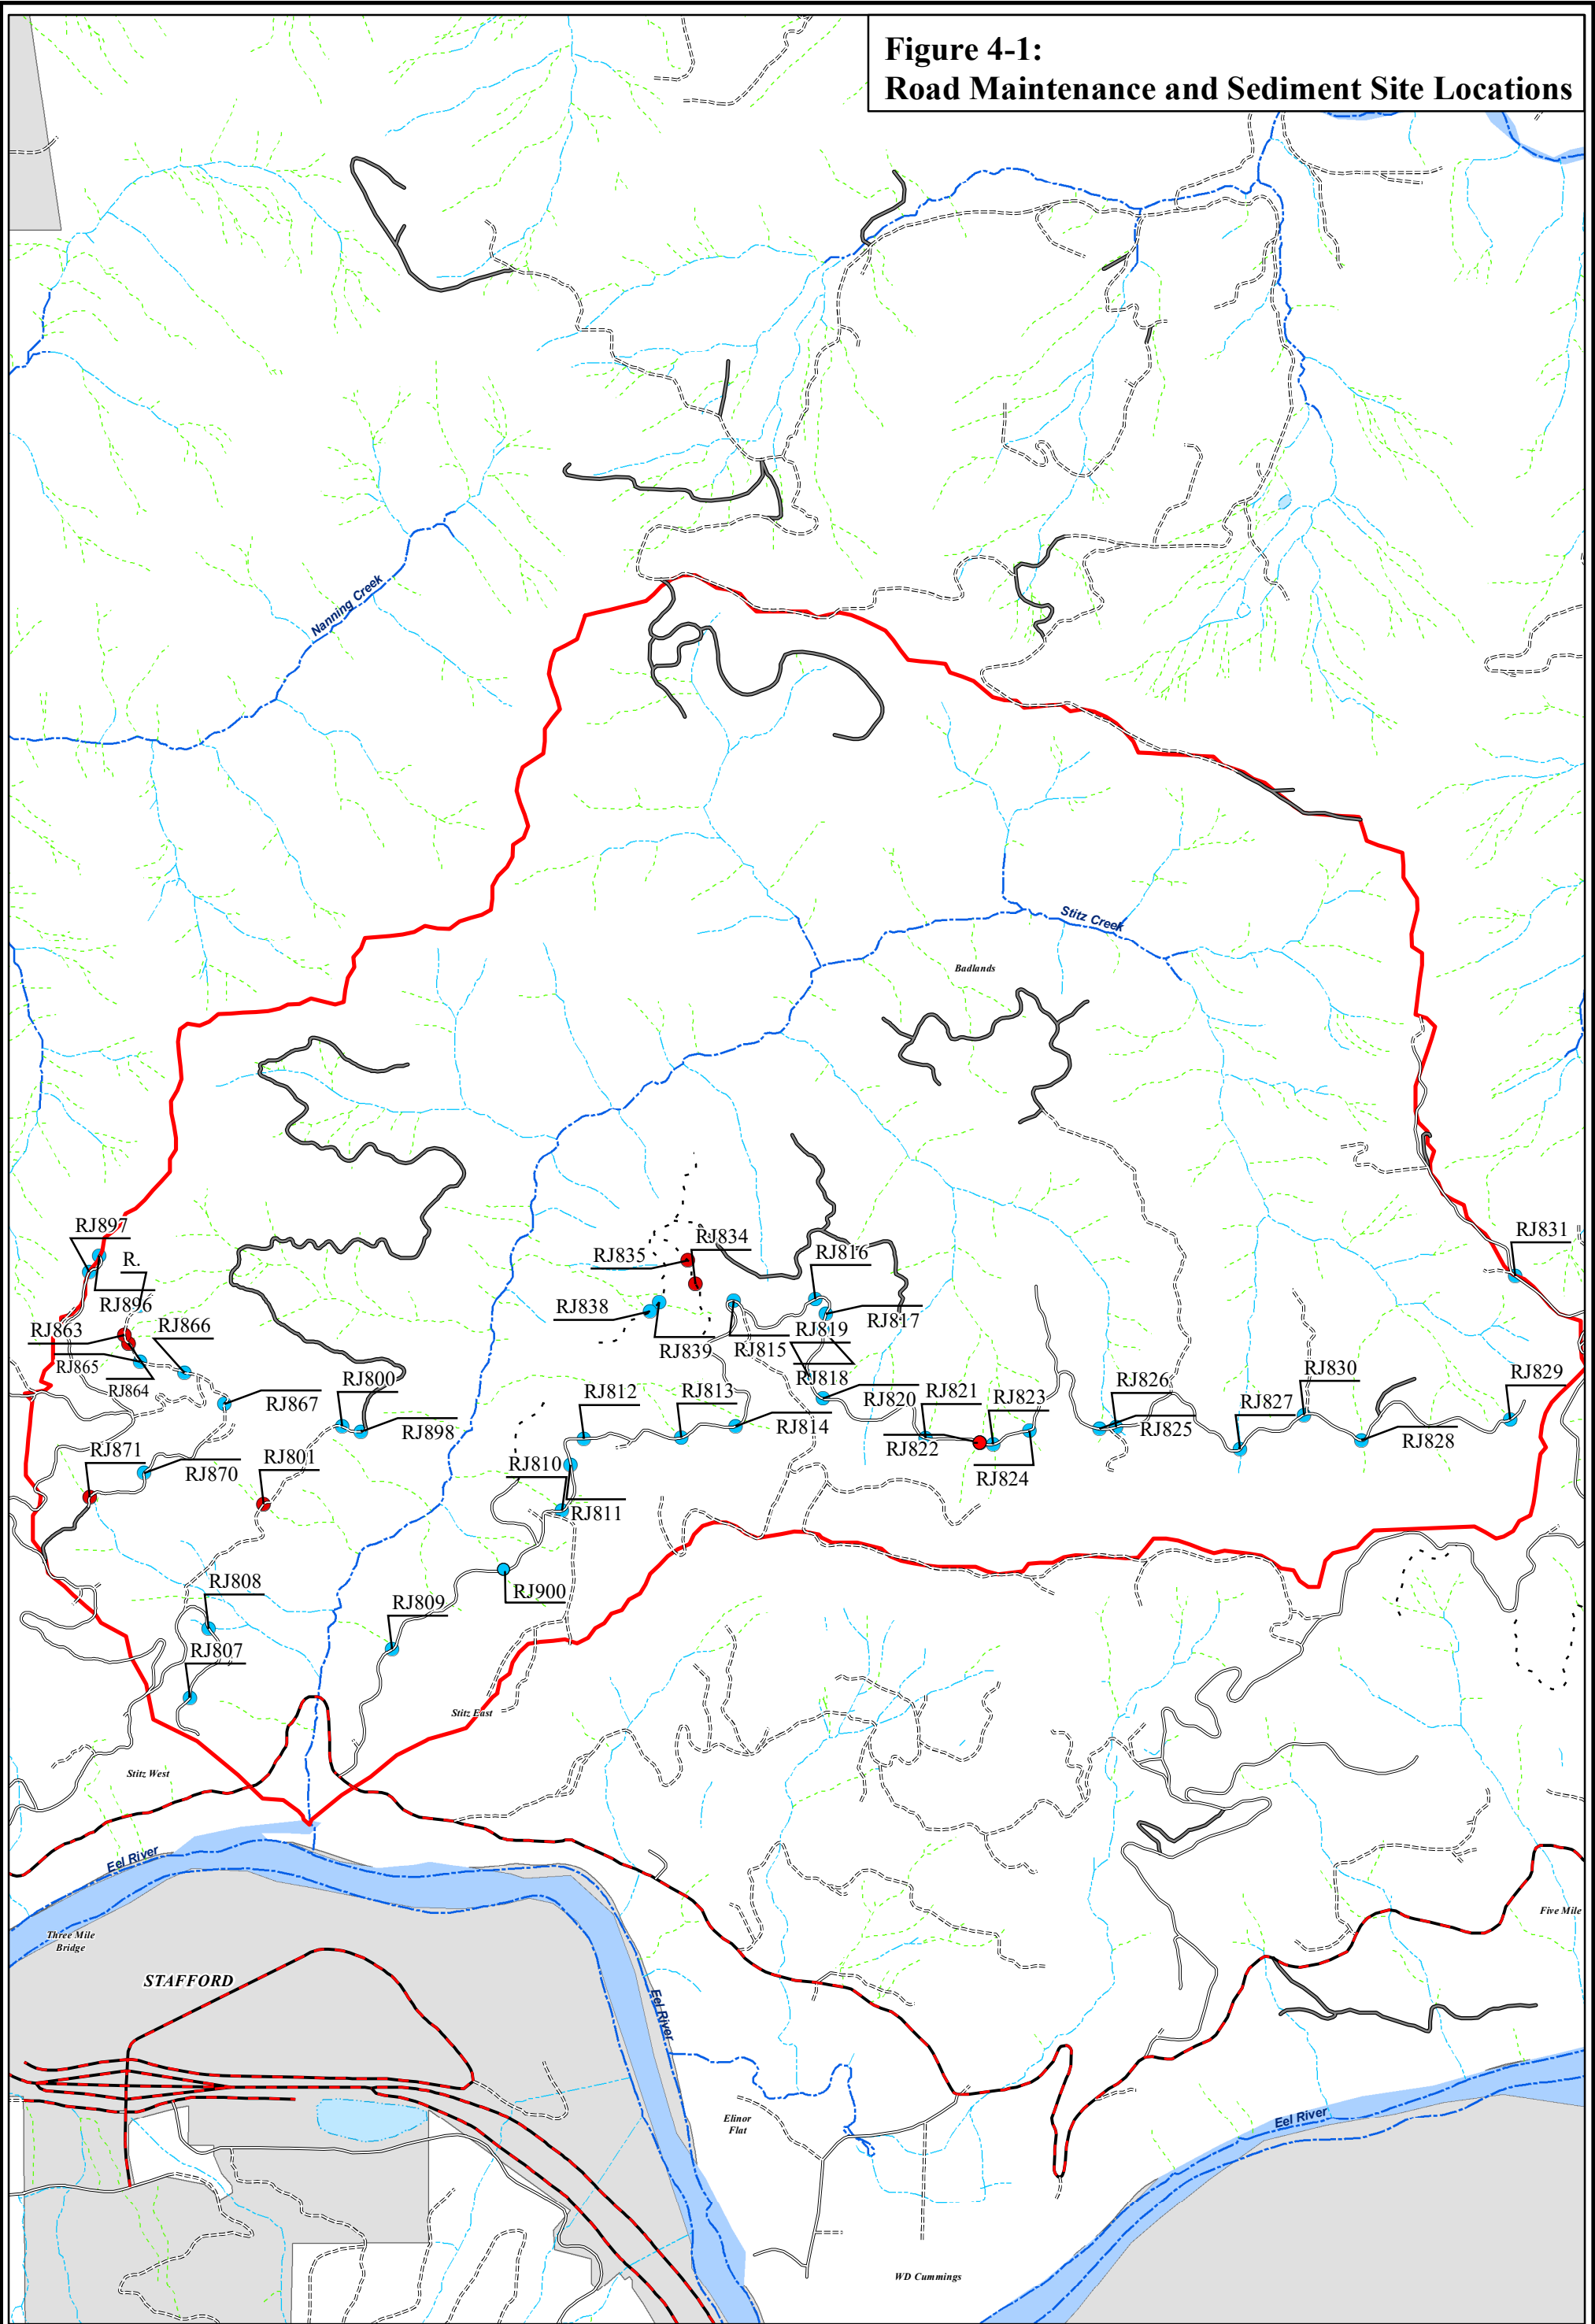 Figure 4-1:
Road Maintenance and Sediment Site Locations
Nanning Creek
Stitz Creek
Badlands
RJ897
R.
RJ896
RJ863
RJ866
RJ865
RJ864
RJ867
RJ800
RJ898
RJ871
RJ870
RJ801
RJ835
RJ834
RJ838
RJ839
RJ815
RJ816
RJ817
RJ819
RJ818
RJ831
RJ812
RJ813
RJ814
RJ820
RJ821
RJ822
RJ823
RJ824
RJ826
RJ825
RJ827
RJ830
RJ828
RJ829
RJ810
RJ811
RJ900
RJ808
RJ809
RJ807
Stitz East
Stitz West
Eel River
Three Mile
Bridge
STAFFORD
Eel River
Five Mile
Elinor
Flat
Eel River
WD Cummings